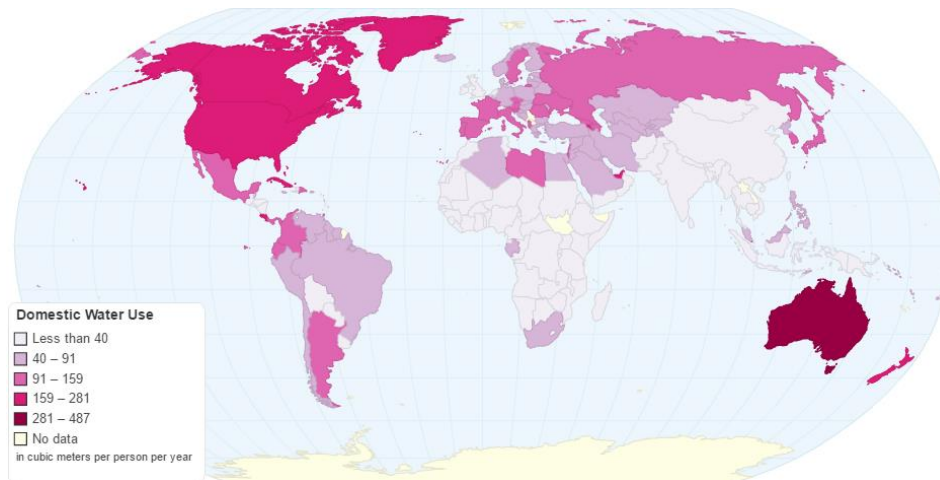 Domestic Water Use
Less than 40
40 – 91
91 – 159
159 – 281
281 – 487
No data
in cubic meters per person per year